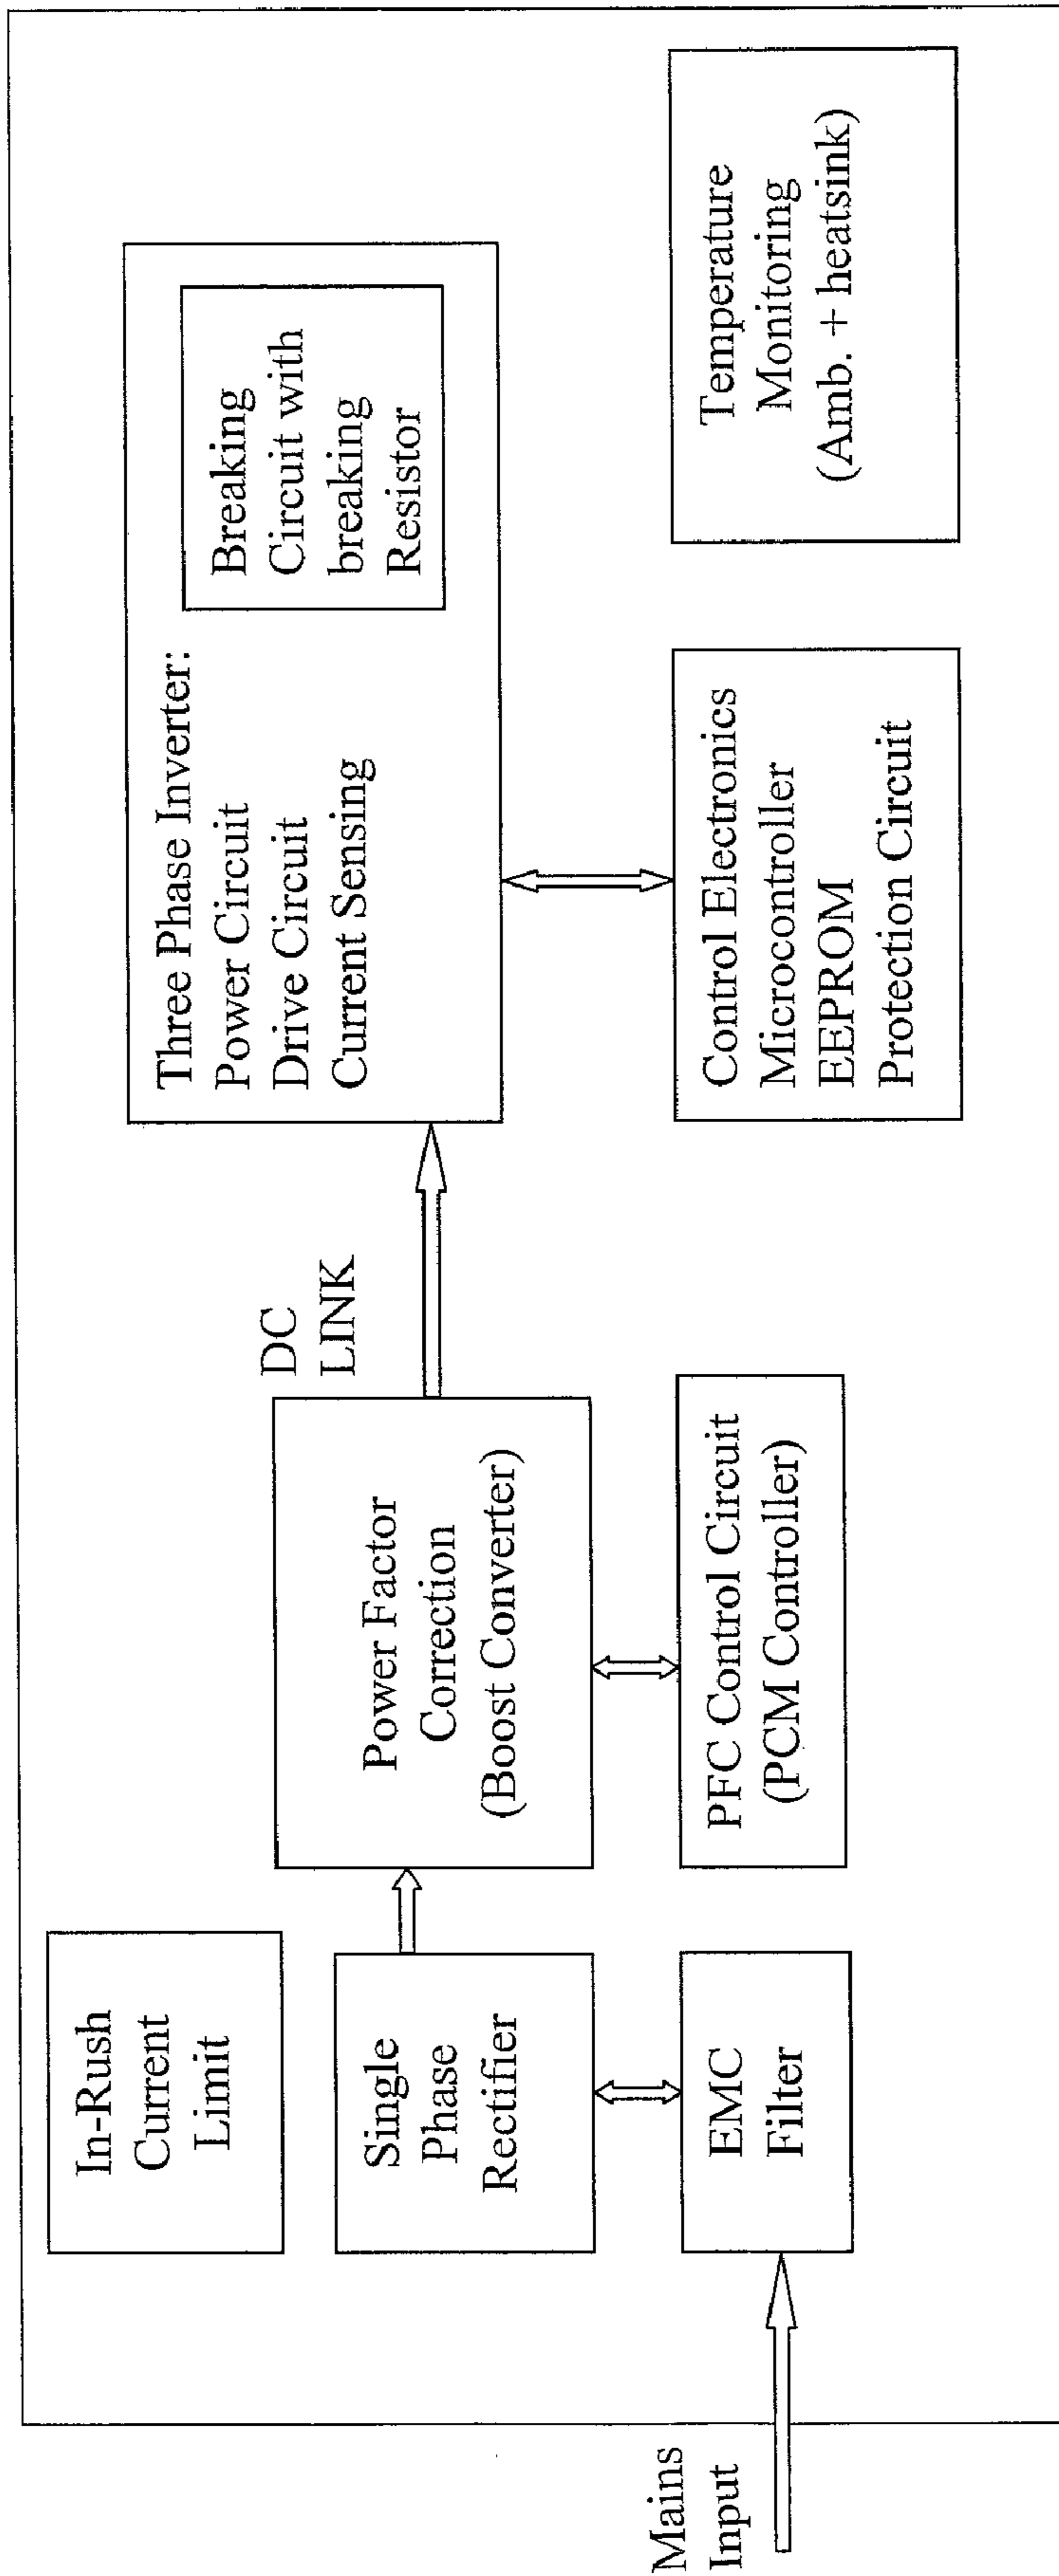 Mains
Input
In-Rush
Current
Limit
Single
Phase
Rectifier
EMC
Filter
Power Factor
Correction
(Boost Converter)
PFC Control Circuit
(PCM Controller)
DC
LINK
Three Phase Inverter:
Power Circuit
Drive Circuit
Current Sensing
Breaking
Circuit with
breaking
Resistor
Control Electronics
Microcontroller
EEPROM
Protection Circuit
Temperature
Monitoring
(Amb. + heatsink)